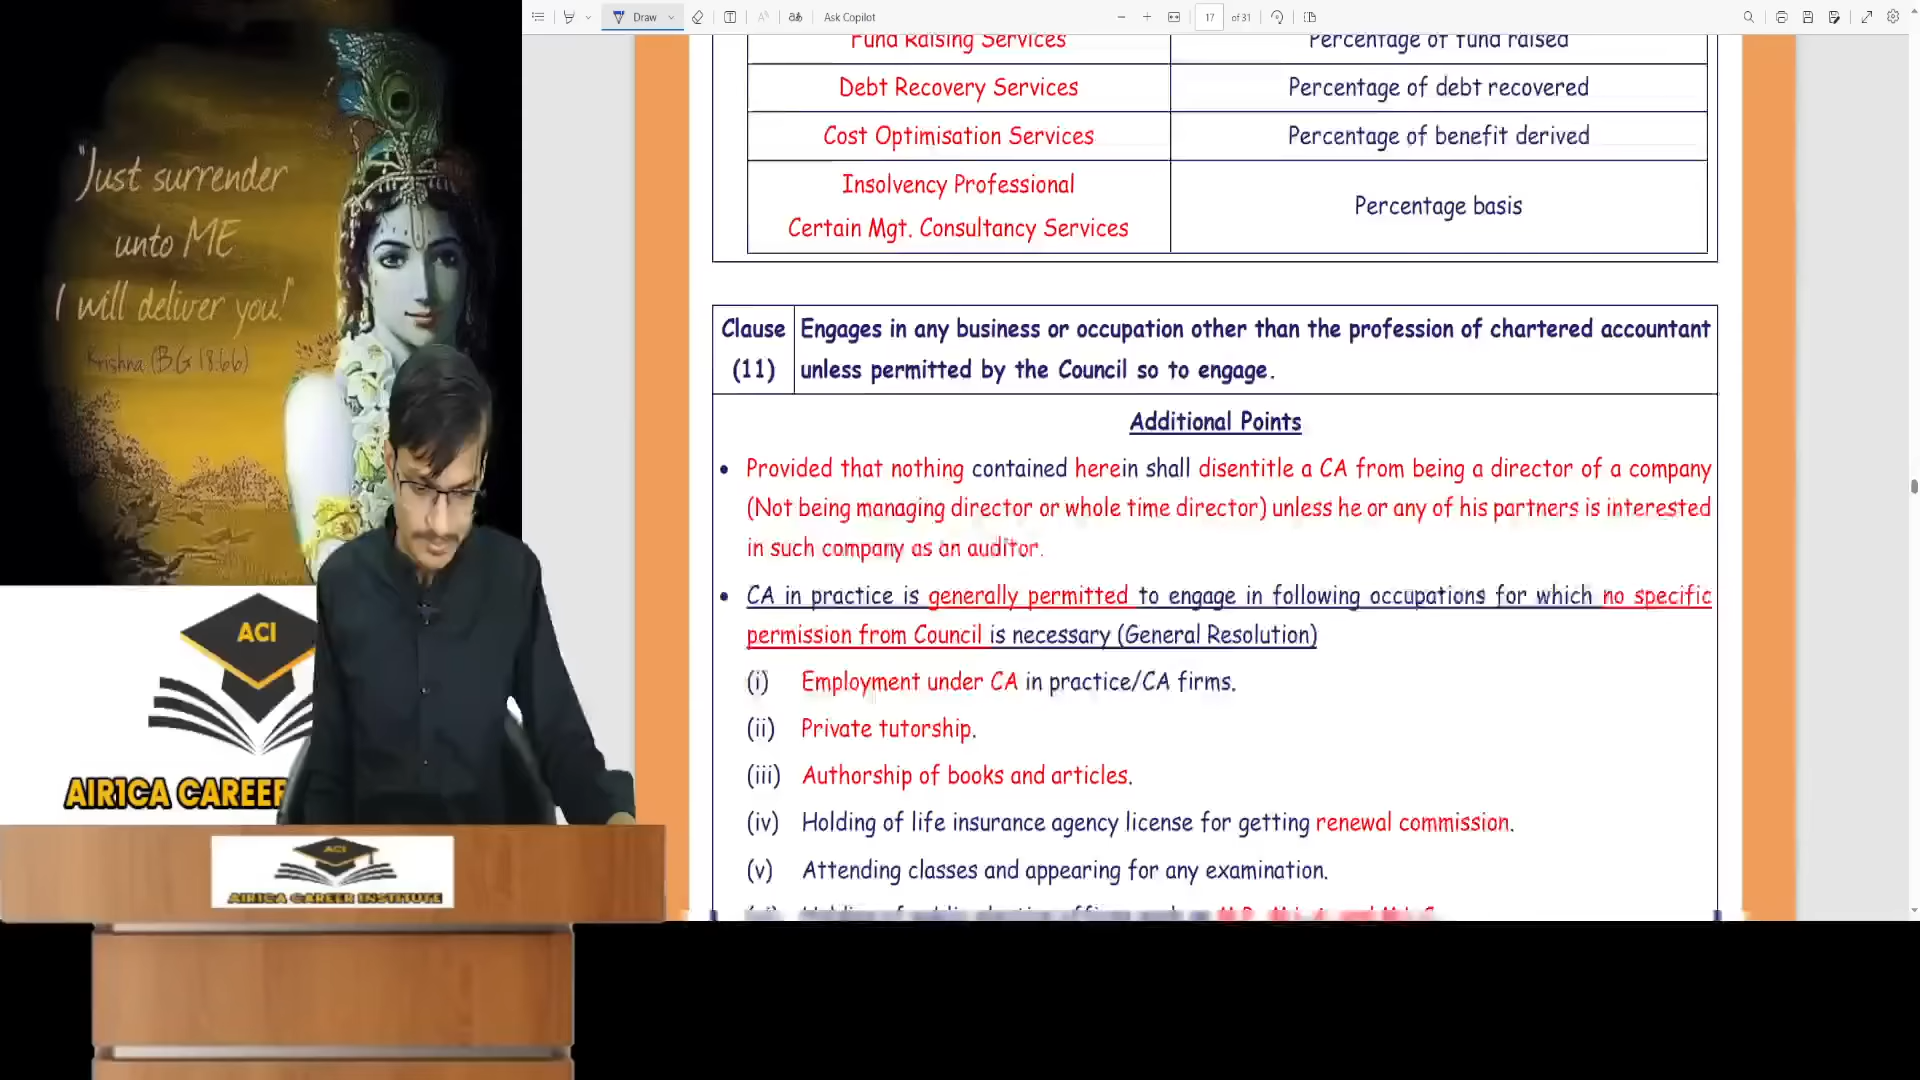 Draw
Ask Copilot
17
of 31
"Just surrender
unto ME
I will deliver you!"
Krishna (B.G 18.66)
ACI
AIR1CA CAREER
ACI
AIR1CA CAREER INSTITUTE
Fund Raising Services
Percentage of fund raised
Debt Recovery Services
Percentage of debt recovered
Cost Optimisation Services
Percentage of benefit derived
Insolvency Professional
Certain Mgt. Consultancy Services
Percentage basis
Clause
(11)
Engages in any business or occupation other than the profession of chartered accountant
unless permitted by the Council so to engage.
Additional Points
• Provided that nothing contained herein shall disentitle a CA from being a director of a company
(Not being managing director or whole time director) unless he or any of his partners is interested
in such company as an auditor.
• CA in practice is generally permitted to engage in following occupations for which no specific
permission from Council is necessary (General Resolution)
(i) Employment under CA in practice/CA firms.
(ii) Private tutorship.
(iii) Authorship of books and articles.
(iv) Holding of life insurance agency license for getting renewal commission.
(v) Attending classes and appearing for any examination.